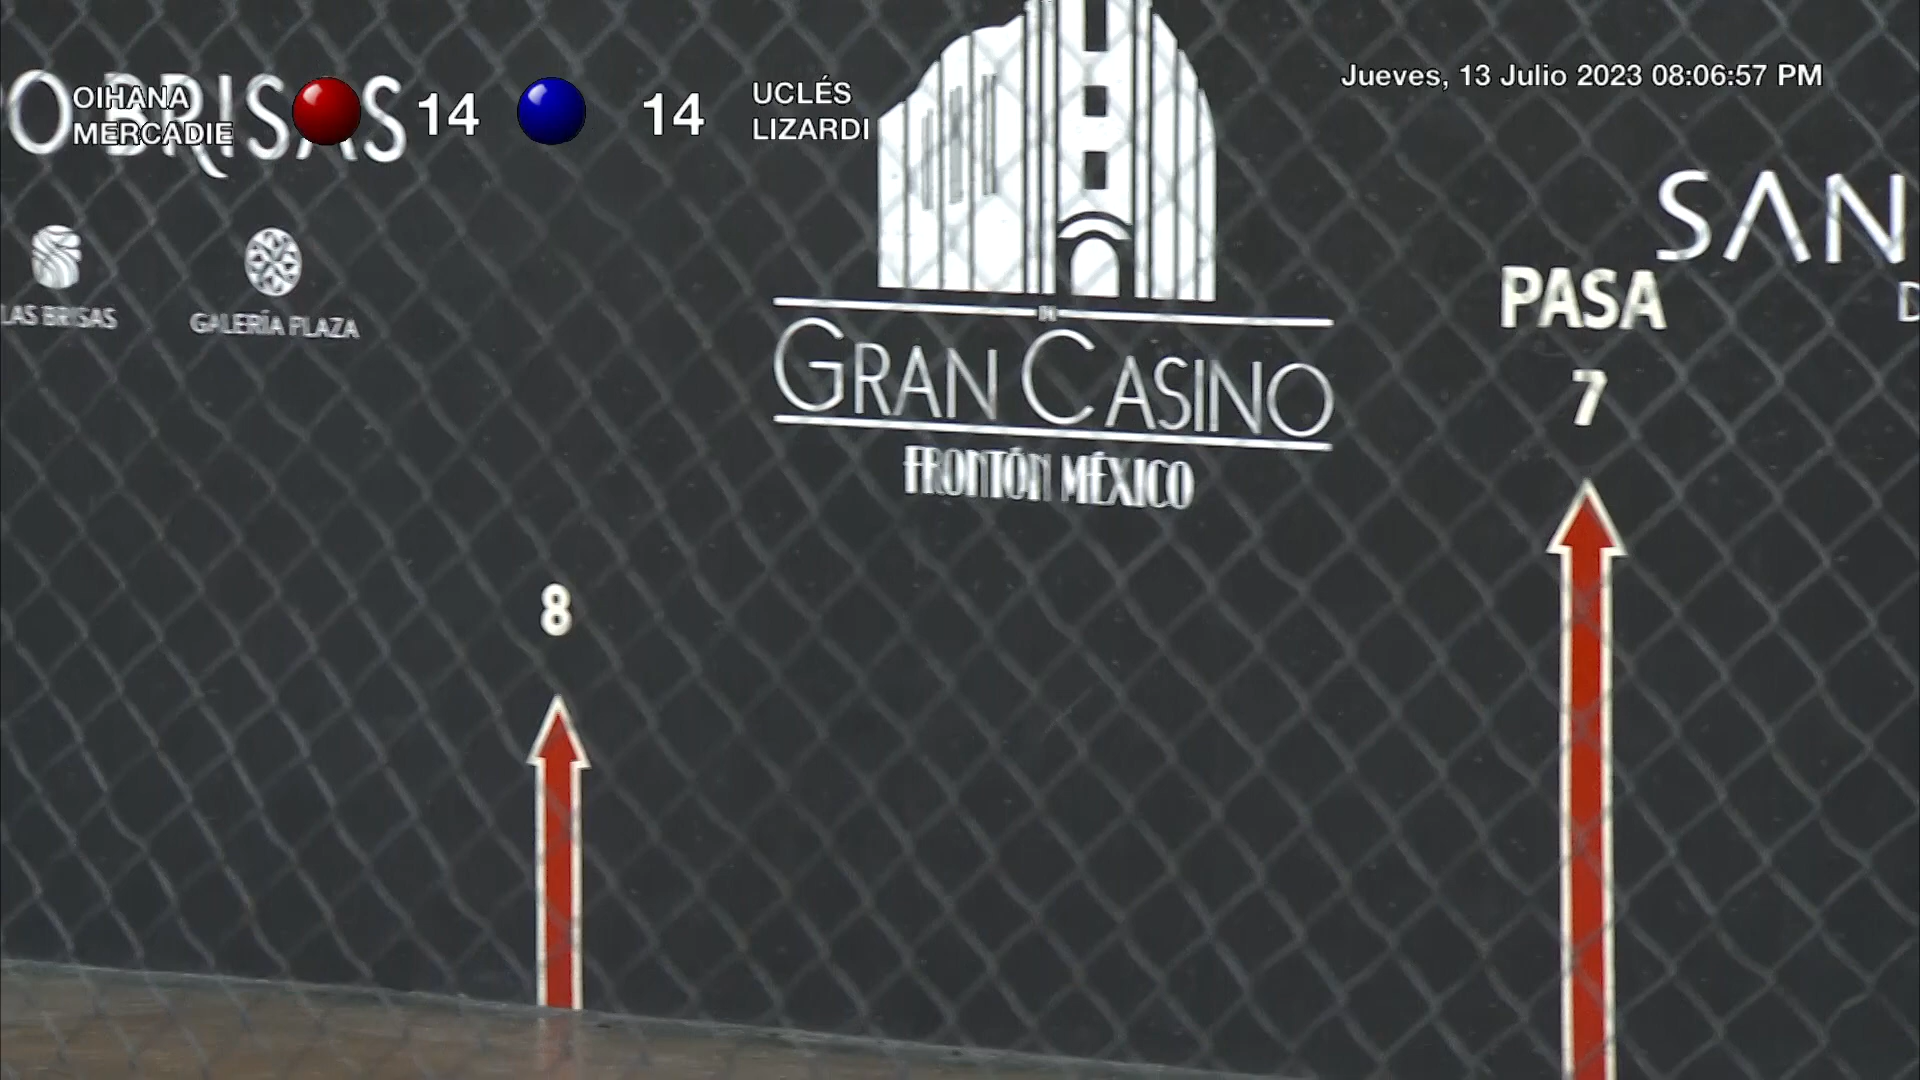 OIHANA
MERCADIE
14
14
UCLÉS
LIZARDI
Jueves, 13 Julio 2023 08:06:57 PM
O BRISAS
LAS BRISAS
GALERÍA PLAZA
GRAN CASINO
FRONTÓN MÉXICO
SAN
PASA
7
8